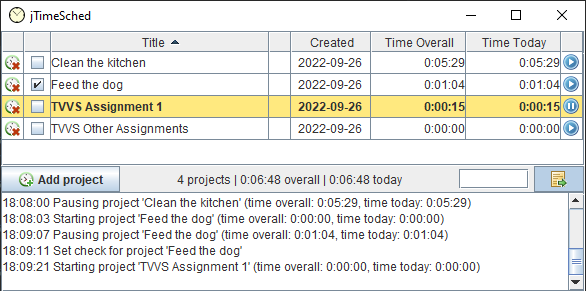 jTimeSched
Title Created Time Overall Time Today
Clean the kitchen 2022-09-26 0:05:29 0:05:29
Feed the dog 2022-09-26 0:01:04 0:01:04
TVVS Assignment 1 2022-09-26 0:00:15 0:00:15
TVVS Other Assignments 2022-09-26 0:00:00 0:00:00
Add project 4 projects | 0:06:48 overall | 0:06:48 today
18:08:00 Pausing project 'Clean the kitchen' (time overall: 0:05:29, time today: 0:05:29)
18:08:03 Starting project 'Feed the dog' (time overall: 0:00:00, time today: 0:00:00)
18:09:07 Pausing project 'Feed the dog' (time overall: 0:01:04, time today: 0:01:04)
18:09:11 Set check for project 'Feed the dog'
18:09:21 Starting project 'TVVS Assignment 1' (time overall: 0:00:00, time today: 0:00:00)